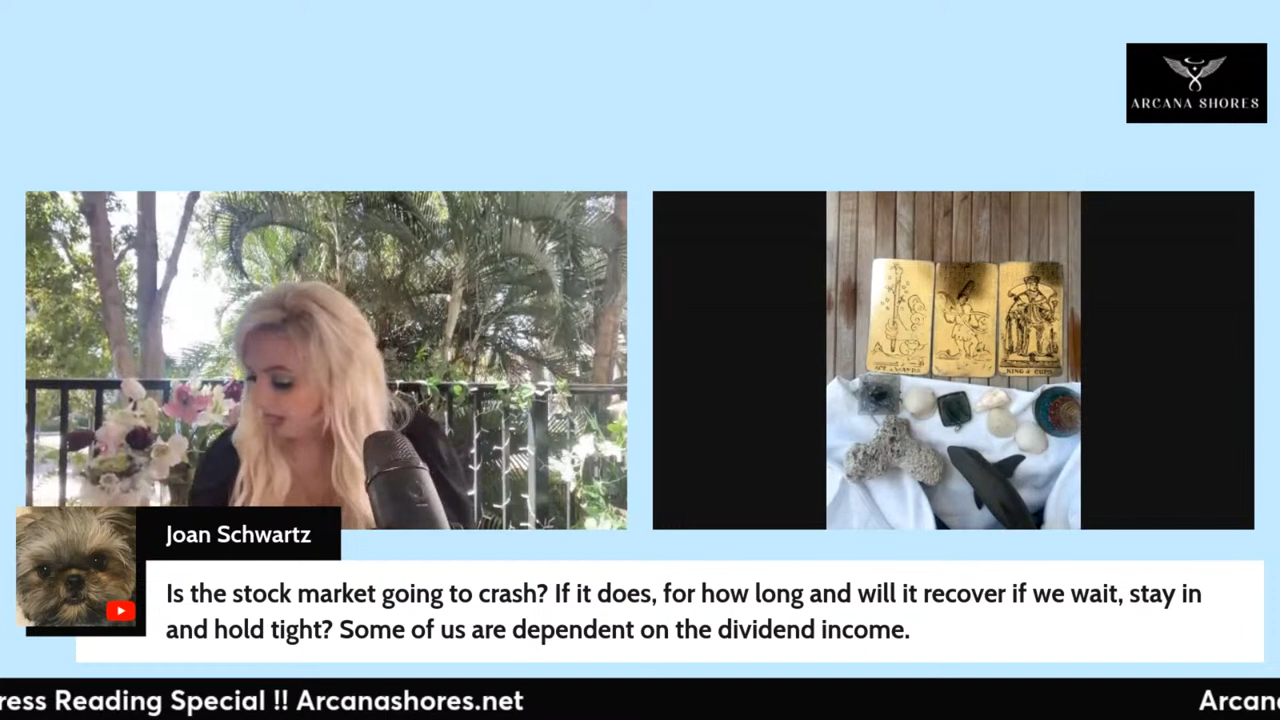 ARCANA SHORES
KING of CUPS.
Joan Schwartz
Is the stock market going to crash? If it does, for how long and will it recover if we wait, stay in
and hold tight? Some of us are dependent on the dividend income.
ress Reading Special !! Arcanashores.net
Arcan